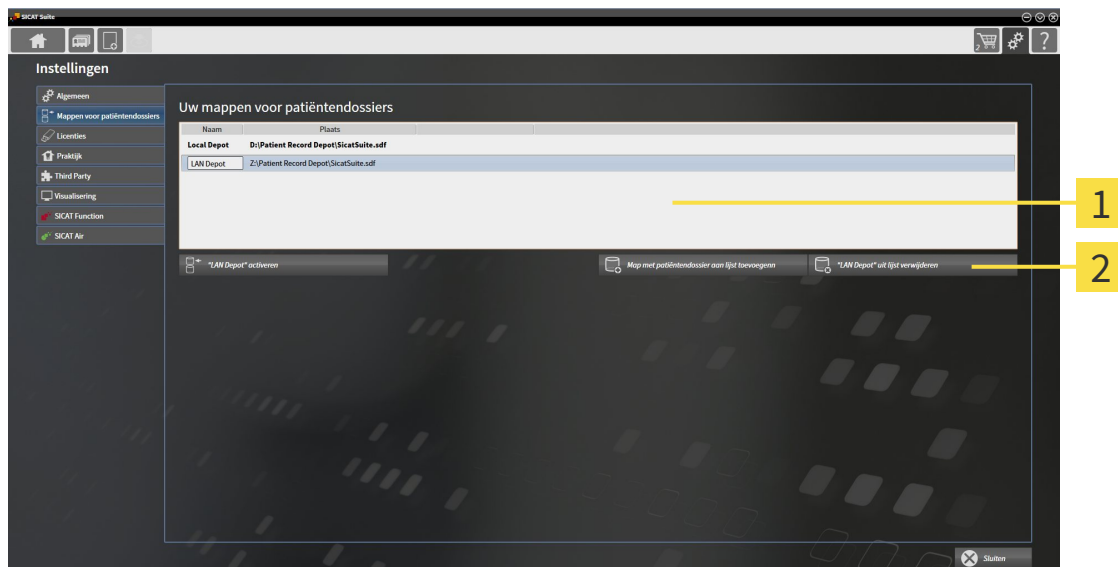 SICAT Suite
2
?
Instellingen
Algemeen
Mappen voor patiëntendossiers
Licenties
Praktijk
Third Party
Visualisering
SICAT Function
SICAT Air
Uw mappen voor patiëntendossiers
Naam Plaats
Local Depot D:\Patient Record Depot\SicatSuite.sdf
LAN Depot Z:\Patient Record Depot\SicatSuite.sdf
1
"LAN Depot" activeren
Map met patiëntendossier aan lijst toevoegenn
"LAN Depot" uit lijst verwijderen
2
Sluiten